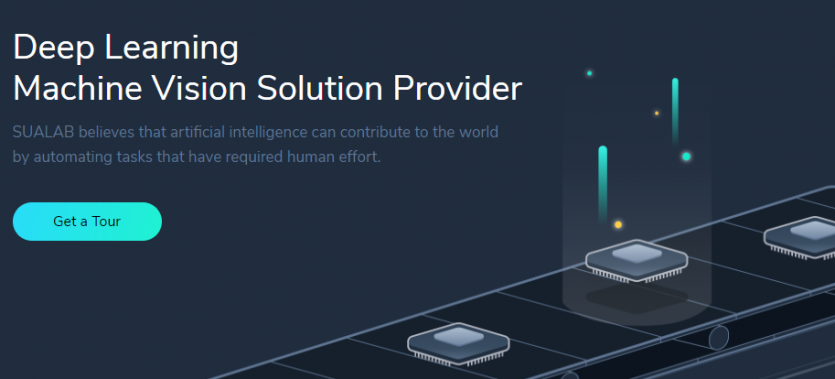 Deep Learning
Machine Vision Solution Provider
SUALAB believes that artificial intelligence can contribute to the world
by automating tasks that have required human effort.
Get a Tour